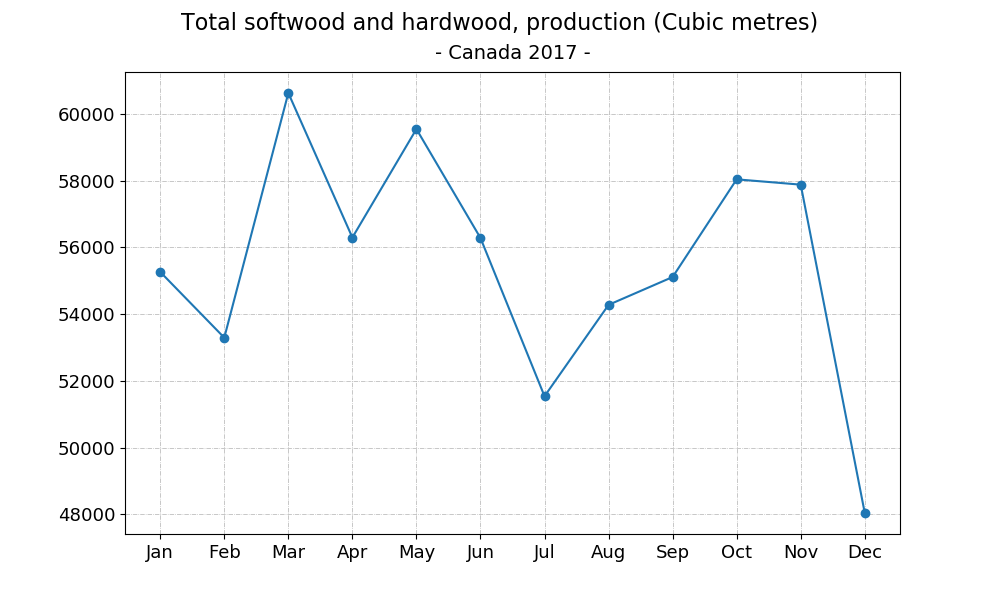 Total softwood and hardwood, production (Cubic metres)
- Canada 2017 -
60000
58000
56000
54000
52000
50000
48000
Jan Feb Mar Apr May Jun Jul Aug Sep Oct Nov Dec